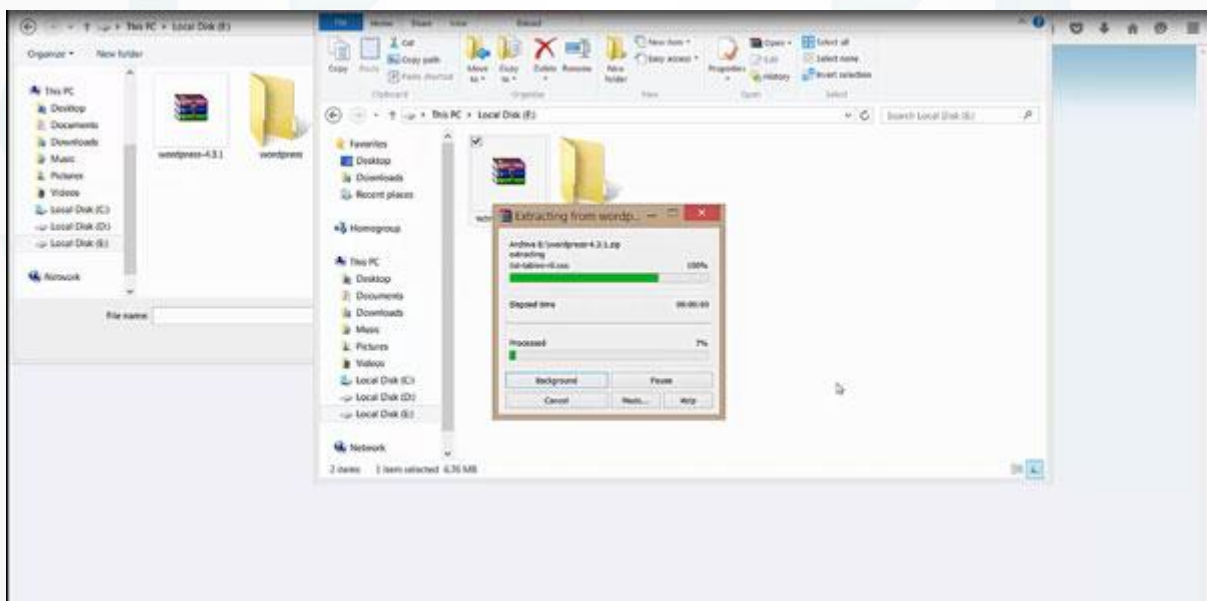 This PC > Local Disk (E:)
Organize New folder
This PC
Desktop
Documents
Downloads
Music
Pictures
Videos
Local Disk (C:)
Local Disk (D:)
Local Disk (E:)
Network
wordpress-4.3.1
wordpress
File name:
File Home Share View
Copy Paste
Cut
Copy path
Paste shortcut
Move to
Copy to
Delete
Rename
New folder
New item
Easy access
Properties
Open
Edit
History
Select all
Select none
Invert selection
Clipboard Organize New Open Select
This PC > Local Disk (E:)
Search Local Disk (E:)
Favorites
Desktop
Downloads
Recent places
Homegroup
This PC
Desktop
Documents
Downloads
Music
Pictures
Videos
Local Disk (C:)
Local Disk (D:)
Local Disk (E:)
Network
Extracting from wordp...
Archive E:\wordpress-4.3.1.zip
extracting
list-tables-rtl.css 100%
Elapsed time 00:00:00
Processed 7%
Background Pause
Cancel Mode... Help
2 items 1 item selected 6.76 MB